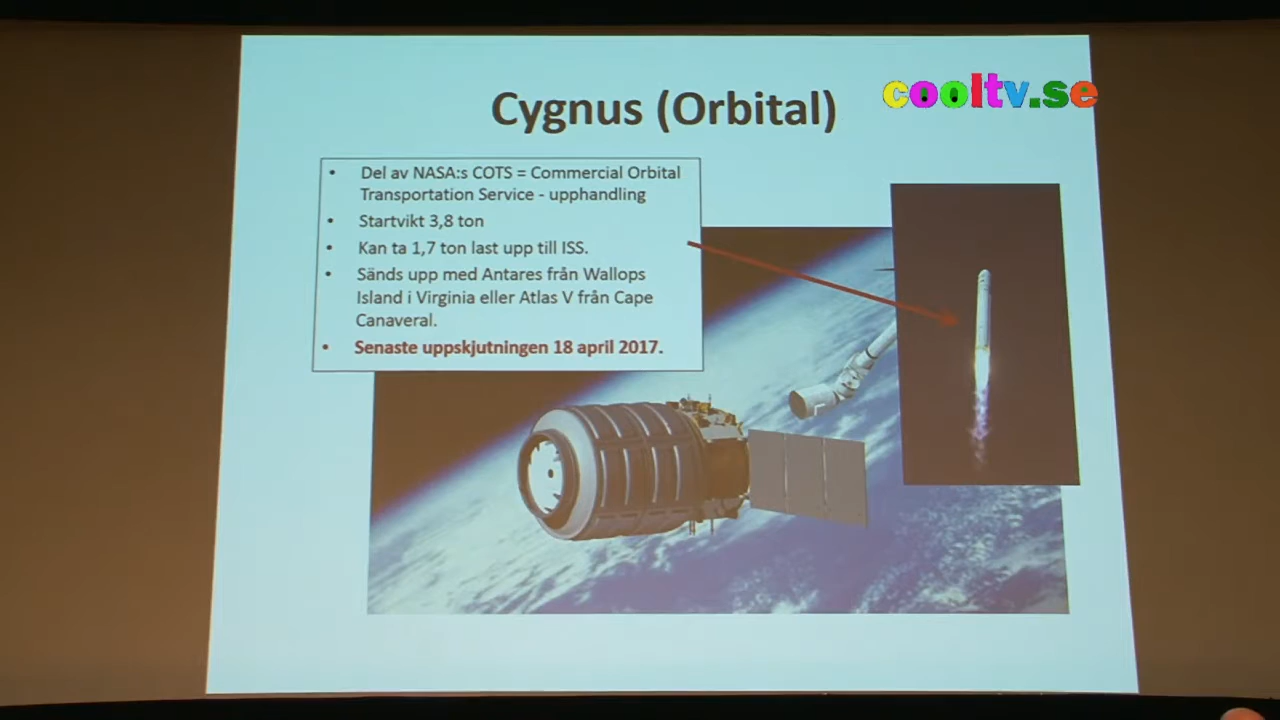 cooltv.se
Cygnus (Orbital)
• Del av NASA:s COTS = Commercial Orbital
Transportation Service - upphandling
• Startvikt 3,8 ton
• Kan ta 1,7 ton last upp till ISS.
• Sänds upp med Antares från Wallops
Island i Virginia eller Atlas V från Cape
Canaveral.
• Senaste uppskjutningen 18 april 2017.